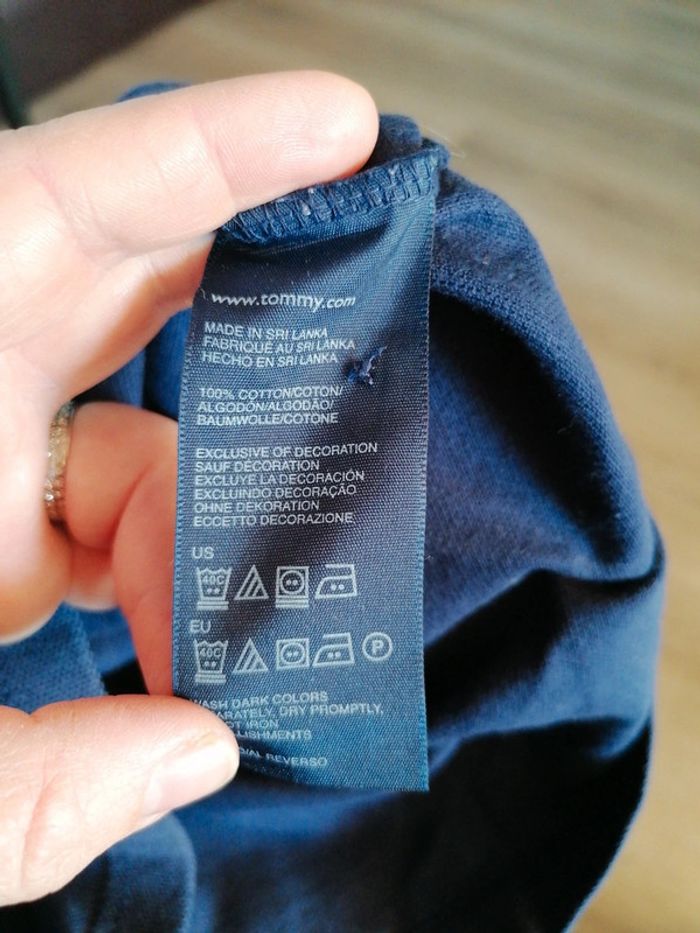 www.tommy.com
MADE IN SRI LANKA
FABRIQUÉ AU SRI LANKA
HECHO EN SRI LANKA
100% COTTON/COTON/
ALGODÓN/ALGODÃO/
BAUMWOLLE/COTONE
EXCLUSIVE OF DECORATION
SAUF DÉCORATION
EXCLUYE LA DECORACIÓN
EXCLUINDO DECORAÇÃO
OHNE DEKORATION
ECCETTO DECORAZIONE
US
40C
EU
40C
P
WASH DARK COLORS
DRY PROMPTLY,
IRON
REVERSO